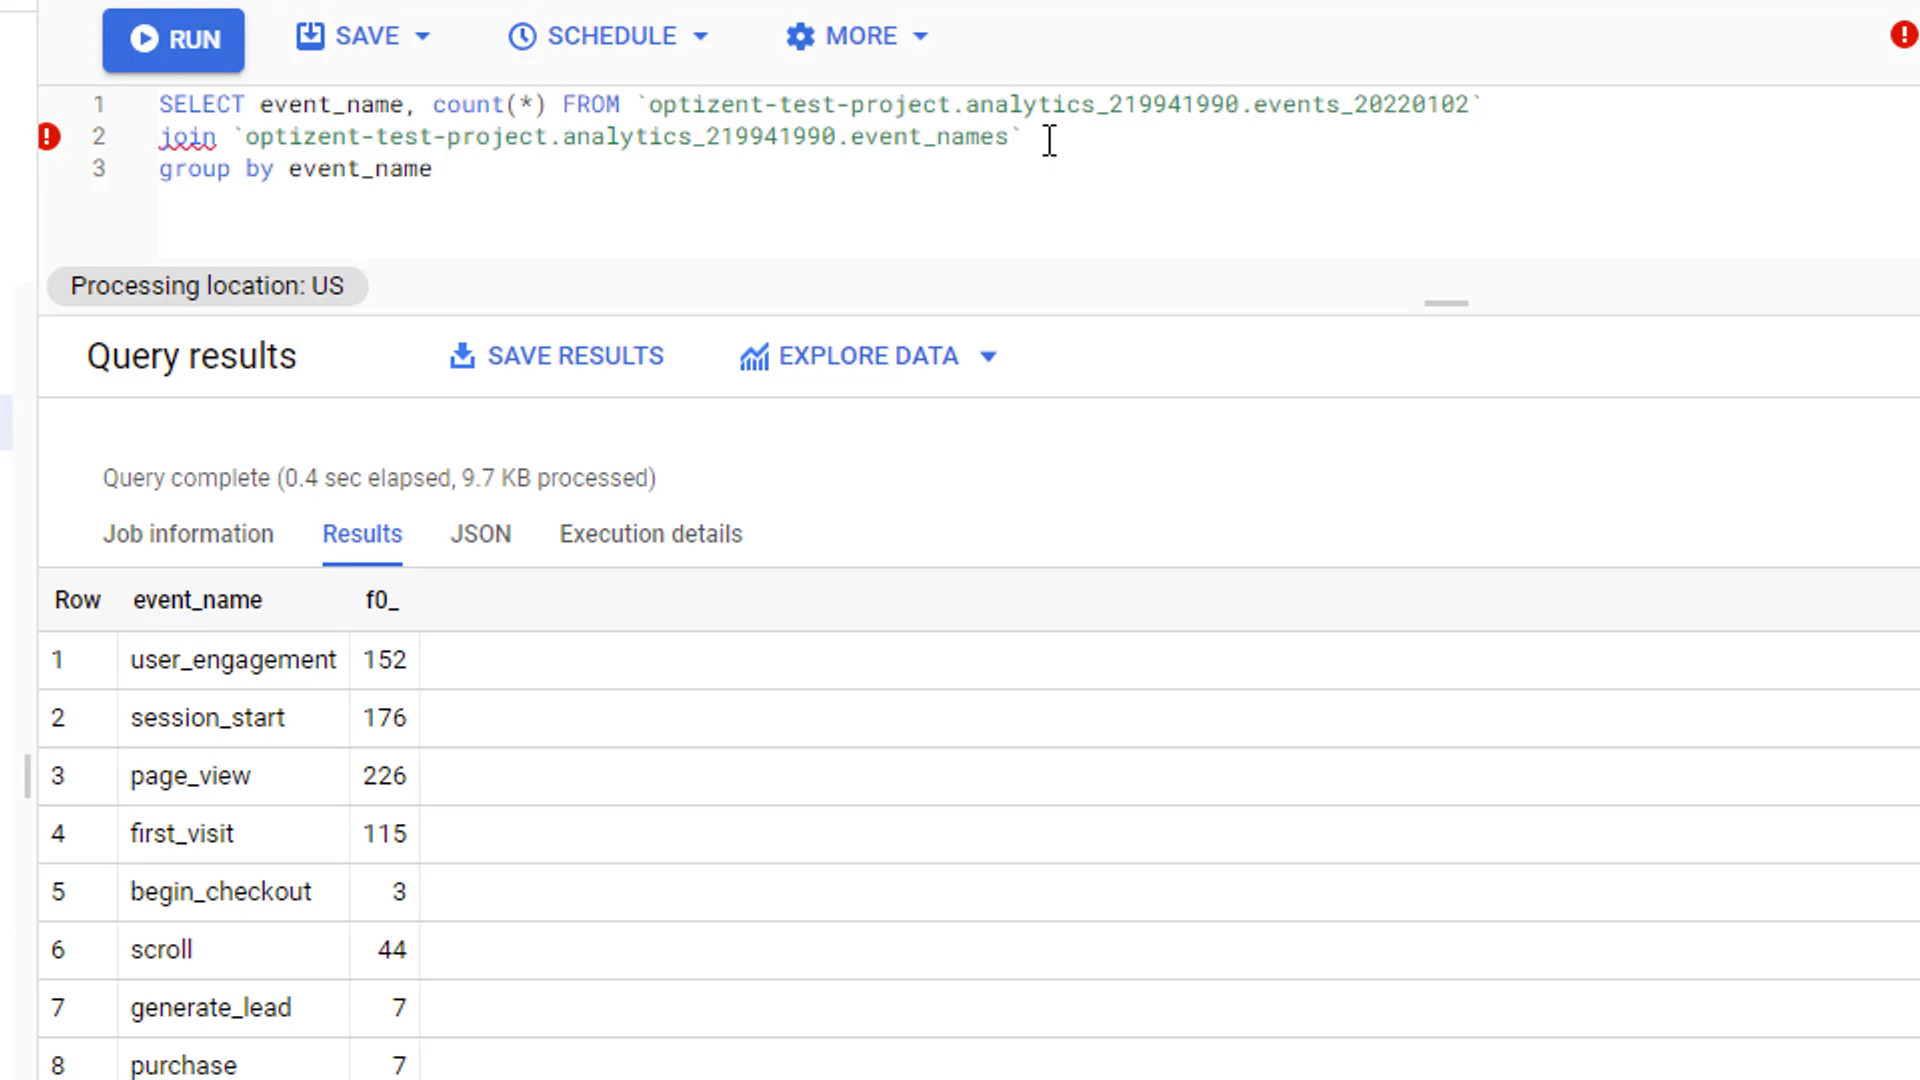 RUN SAVE SCHEDULE MORE
1 SELECT event_name, count(*) FROM `optizent-test-project.analytics_219941990.events_20220102`
2 join `optizent-test-project.analytics_219941990.event_names`
3 group by event_name
Processing location: US
Query results SAVE RESULTS EXPLORE DATA
Query complete (0.4 sec elapsed, 9.7 KB processed)
Job information Results JSON Execution details
Row event_name f0_
1 user_engagement 152
2 session_start 176
3 page_view 226
4 first_visit 115
5 begin_checkout 3
6 scroll 44
7 generate_lead 7
8 purchase 7